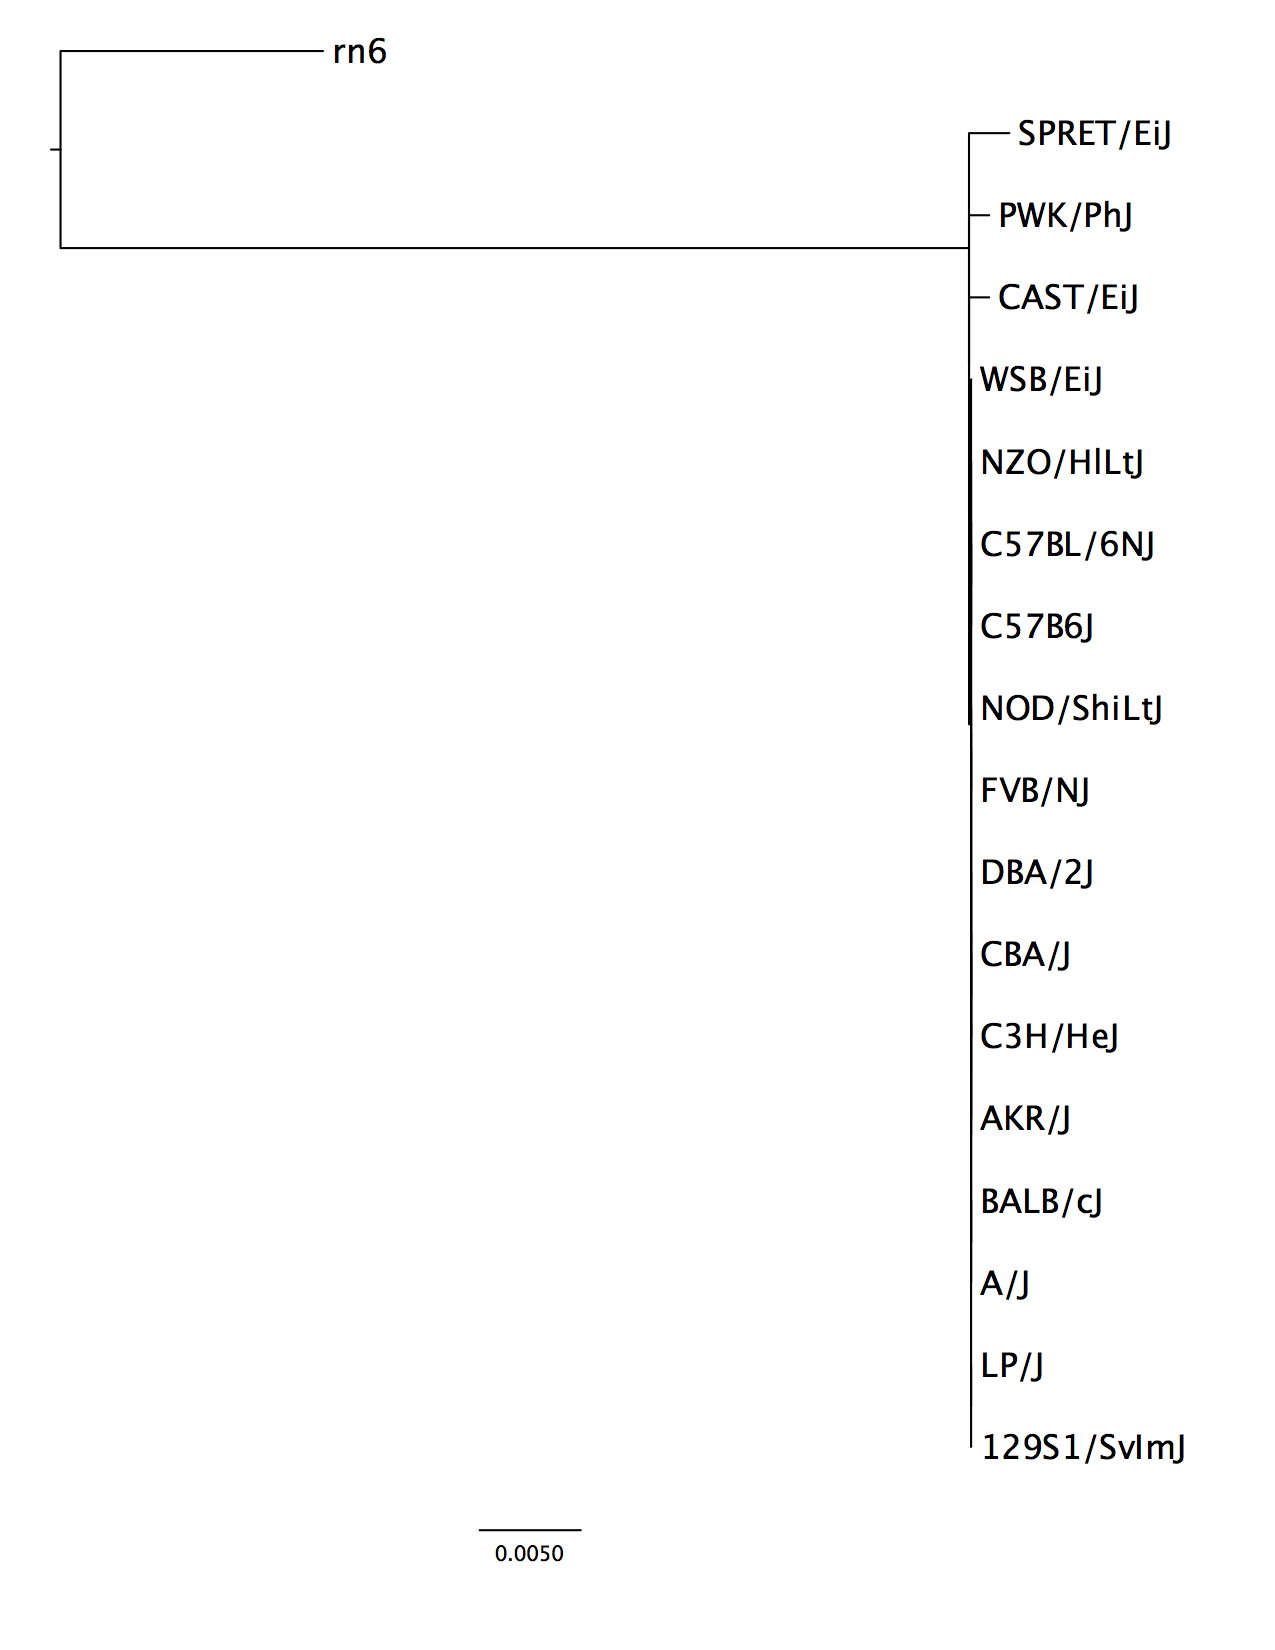 rn6
SPRET/EiJ
PWK/PhJ
CAST/EiJ
WSB/EiJ
NZO/HlLtJ
C57BL/6NJ
C57B6J
NOD/ShiLtJ
FVB/NJ
DBA/2J
CBA/J
C3H/HeJ
AKR/J
BALB/cJ
A/J
LP/J
129S1/SvImJ
0.0050